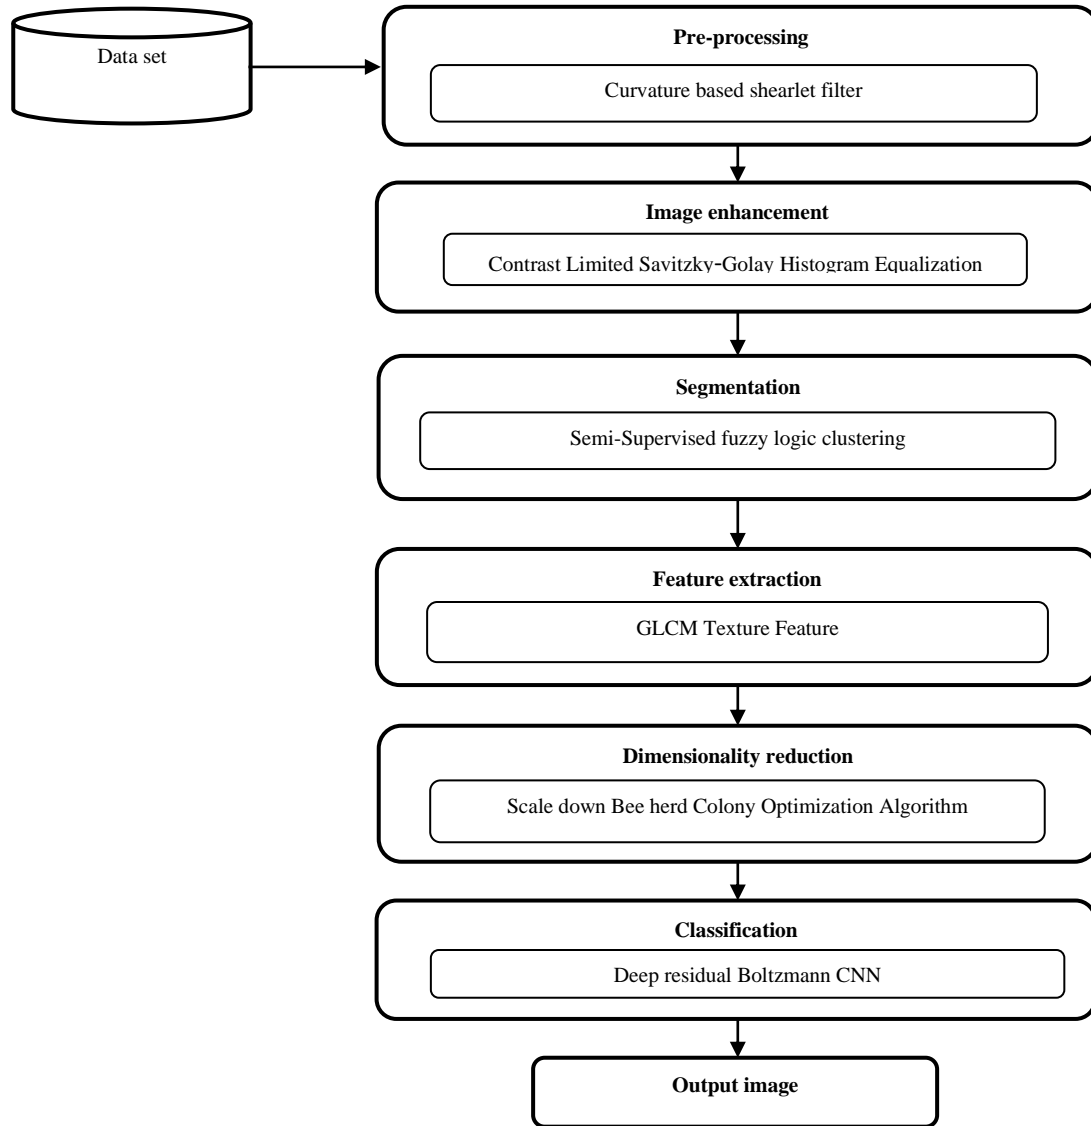 Data set
Pre-processing
Curvature based shearlet filter
Image enhancement
Contrast Limited Savitzky-Golay Histogram Equalization
Segmentation
Semi-Supervised fuzzy logic clustering
Feature extraction
GLCM Texture Feature
Dimensionality reduction
Scale down Bee herd Colony Optimization Algorithm
Classification
Deep residual Boltzmann CNN
Output image